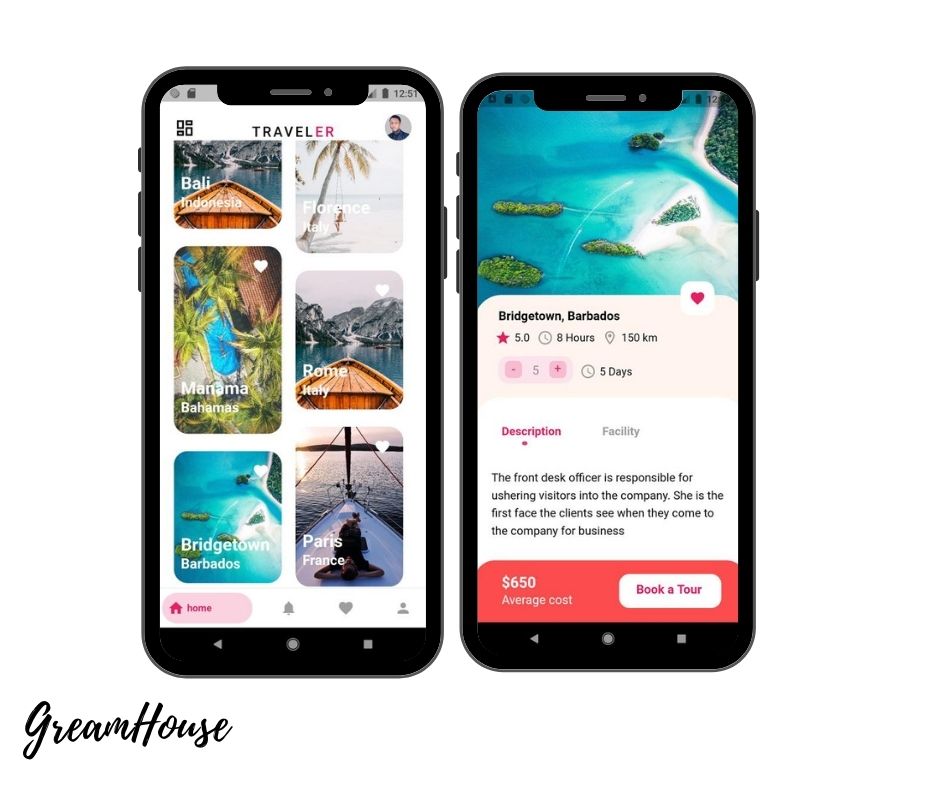 12:51
TRAVELER
Bali
Indonesia
Florence
Italy
Manama
Bahamas
Rome
Italy
Bridgetown
Barbados
Paris
France
home
Bridgetown, Barbados
5.0 8 Hours 150 km
- 5 + 5 Days
Description Facility
The front desk officer is responsible for
ushering visitors into the company. She is the
first face the clients see when they come to
the company for business
$650
Average cost
Book a Tour
GreamHouse